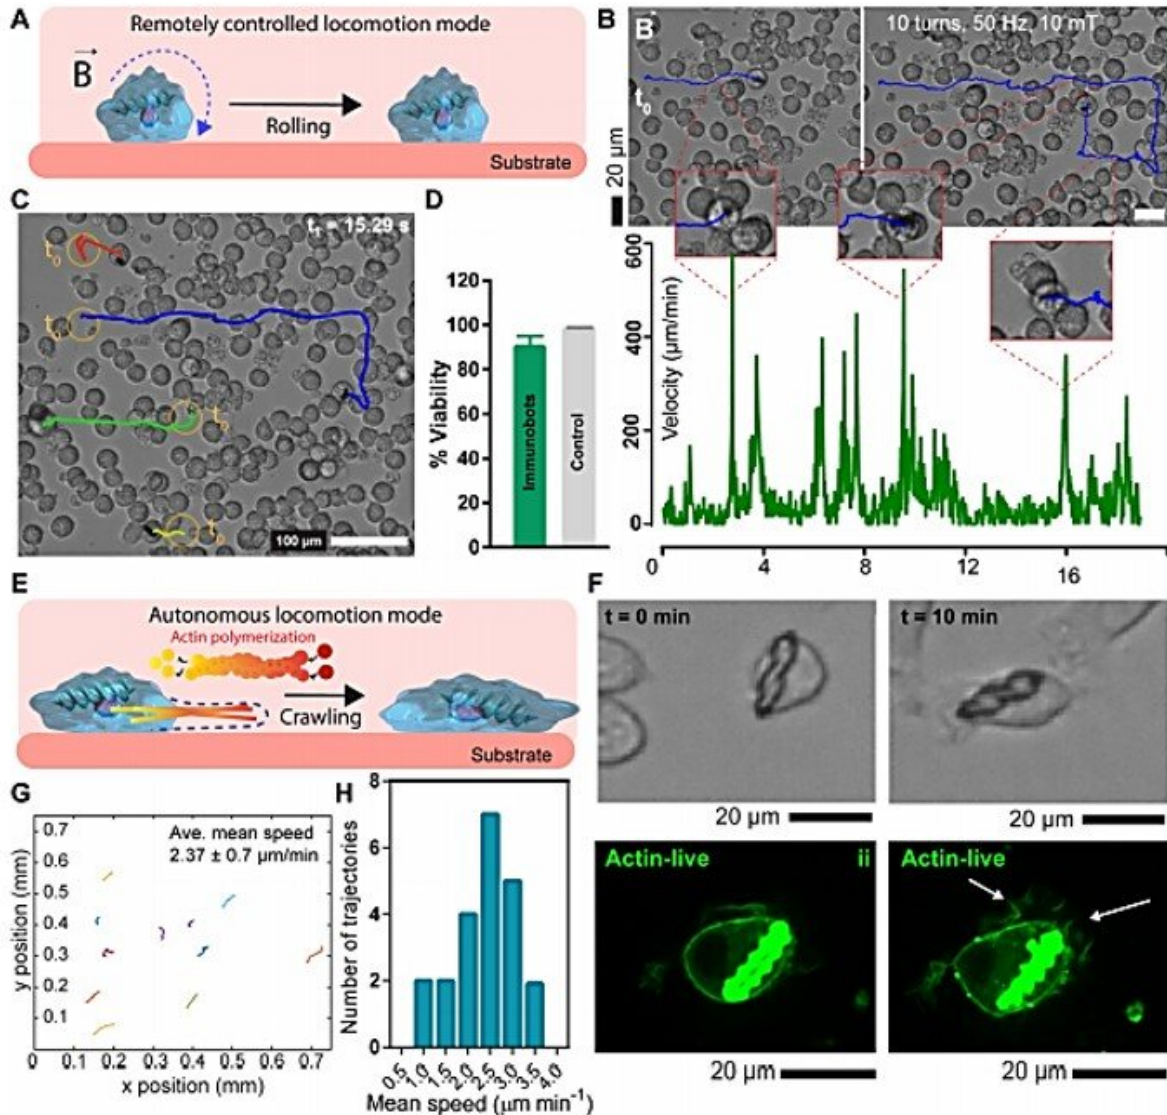 A
Remotely controlled locomotion mode
B
Rolling
Substrate
B
B
10 turns, 50 Hz, 10 mT
t0
20 µm
C
t1 = 15.29 s
t0
t0
t0
t0
100 µm
D
120
100
80
60
40
20
0
% Viability
Immunobots
Control
600
400
200
0
Velocity (µm/min)
0
4
8
12
16
E
Autonomous locomotion mode
Actin polymerization
Crawling
Substrate
F
t = 0 min
t = 10 min
20 µm
20 µm
G
Ave. mean speed
2.37 ± 0.7 µm/min
0.7
0.6
0.5
0.4
0.3
0.2
0.1
y position (mm)
0
0.1
0.2
0.3
0.4
0.5
0.6
0.7
x position (mm)
H
8
6
4
2
0
Number of trajectories
0.5
1.0
1.5
2.0
2.5
3.0
3.5
4.0
Mean speed (µm min⁻¹)
Actin-live
ii
Actin-live
20 µm
20 µm